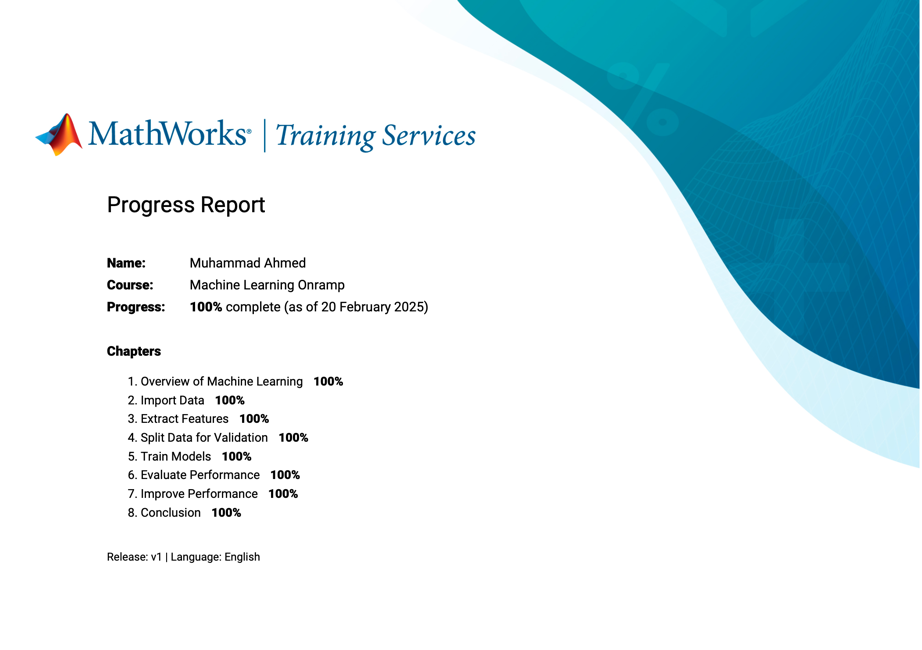 MathWorks® | Training Services
Progress Report
Name: Muhammad Ahmed
Course: Machine Learning Onramp
Progress: 100% complete (as of 20 February 2025)
Chapters
1. Overview of Machine Learning 100%
2. Import Data 100%
3. Extract Features 100%
4. Split Data for Validation 100%
5. Train Models 100%
6. Evaluate Performance 100%
7. Improve Performance 100%
8. Conclusion 100%
Release: v1 | Language: English